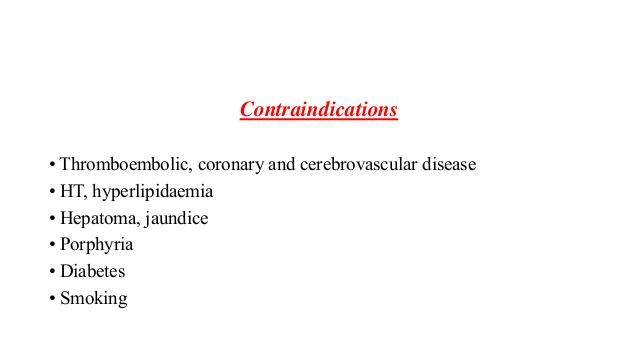 Contraindications
• Thromboembolic, coronary and cerebrovascular disease
• HT, hyperlipidaemia
• Hepatoma, jaundice
• Porphyria
• Diabetes
• Smoking